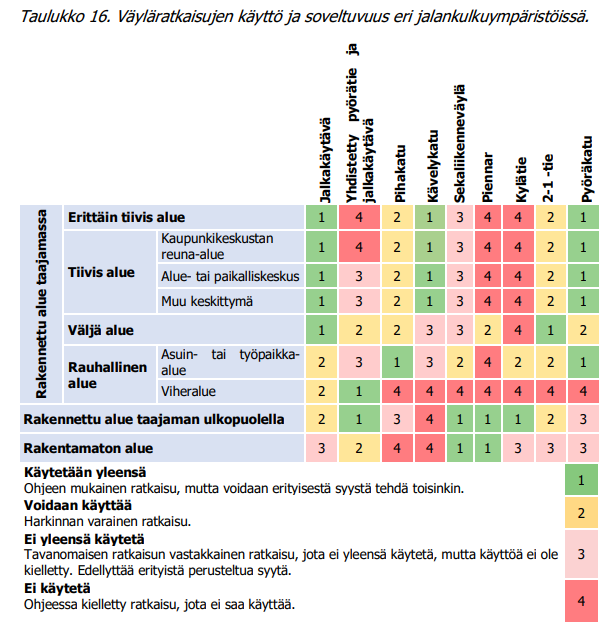 Taulukko 16. Väyläratkaisujen käyttö ja soveltuvuus eri jalankulkuympäristöissä.
Jalkakäytävä
Yhdistetty pyörätie ja
jalkakäytävä
Pihakatu
Kävelykatu
Sekaliikenneväylä
Piennar
Kylätie
2-1 -tie
Pyöräkatu
Rakennettu alue taajamassa
Erittäin tiivis alue 1 4 2 1 3 4 4 2 1
Tiivis alue
Kaupunkikeskustan
reuna-alue 1 4 2 1 3 4 4 2 1
Alue- tai paikalliskeskus 1 3 2 1 3 4 4 2 1
Muu keskittymä 1 3 2 1 3 4 4 2 1
Väljä alue 1 2 2 3 3 2 4 1 2
Rauhallinen
alue
Asuin- tai työpaikka-
alue 2 3 1 3 2 4 2 2 1
Viheralue 2 1 4 4 4 4 4 4 4
Rakennettu alue taajaman ulkopuolella 2 1 3 4 1 1 1 2 3
Rakentamaton alue 3 2 4 4 1 1 3 3 3
Käytetään yleensä
Ohjeen mukainen ratkaisu, mutta voidaan erityisestä syystä tehdä toisinkin.
1
Voidaan käyttää
Harkinnan varainen ratkaisu.
2
Ei yleensä käytetä
Tavanomaisen ratkaisun vastakkainen ratkaisu, jota ei yleensä käytetä, mutta käyttöä ei ole
kielletty. Edellyttää erityistä perusteltua syytä.
3
Ei käytetä
Ohjeessa kielletty ratkaisu, jota ei saa käyttää.
4